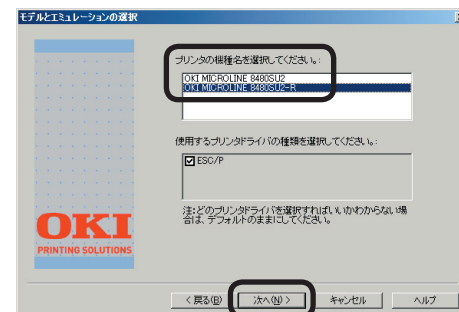 モデルとエミュレーションの選択
プリンタの機種名を選択してください。:
OKI MICROLINE 8480SU2
OKI MICROLINE 8480SU2-R
使用するプリンタドライバの種類を選択してください。:
ESC/P
注:どのプリンタドライバを選択すればいいかわからない場
合は、デフォルトのままにしてください。
OKI
PRINTING SOLUTIONS
< 戻る(B)
次へ(N) >
キャンセル
ヘルプ